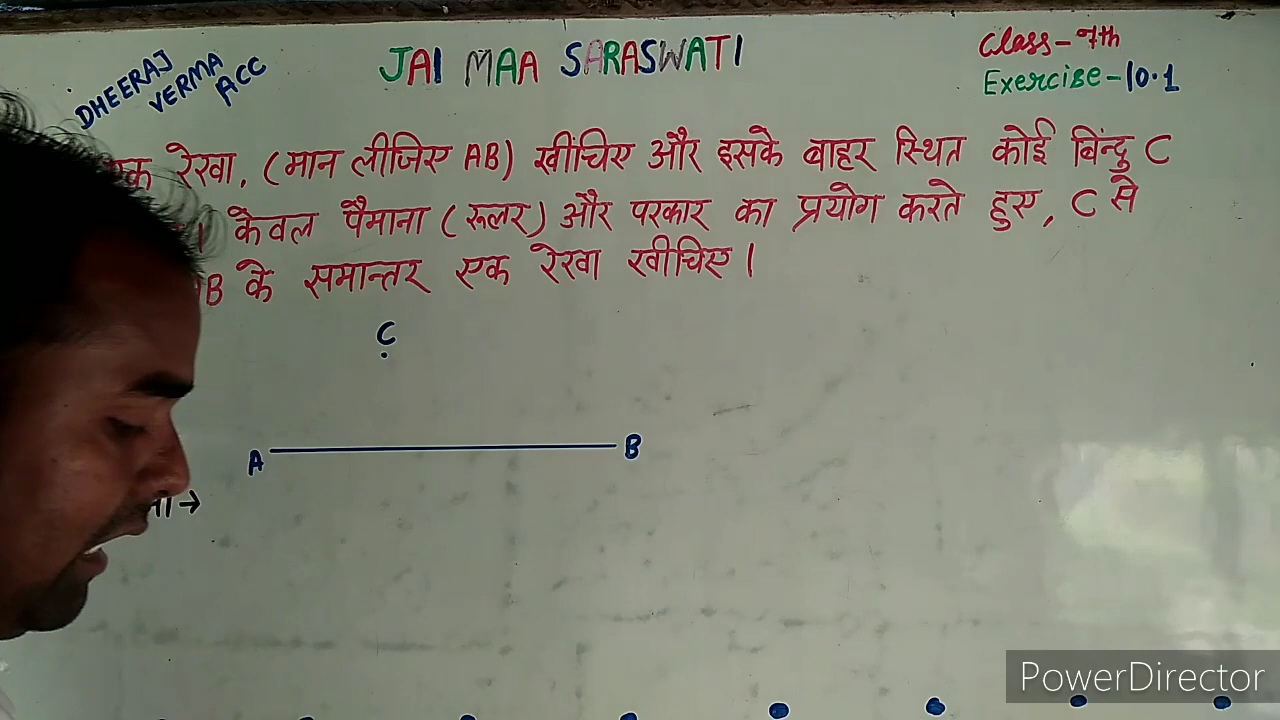 DHEERAJ
VERMA
ACC
JAI MAA SARASWATI
Class-7th
Exercise-10.1
रेखा, (मान लीजिए AB) खींचिए और इसके बाहर स्थित कोई बिंन्दु C
केवल पैमाना (रूलर) और परकार का प्रयोग करते हुए, C से
B के समान्तर एक रेखा खीचिए।
C
A
B
PowerDirector